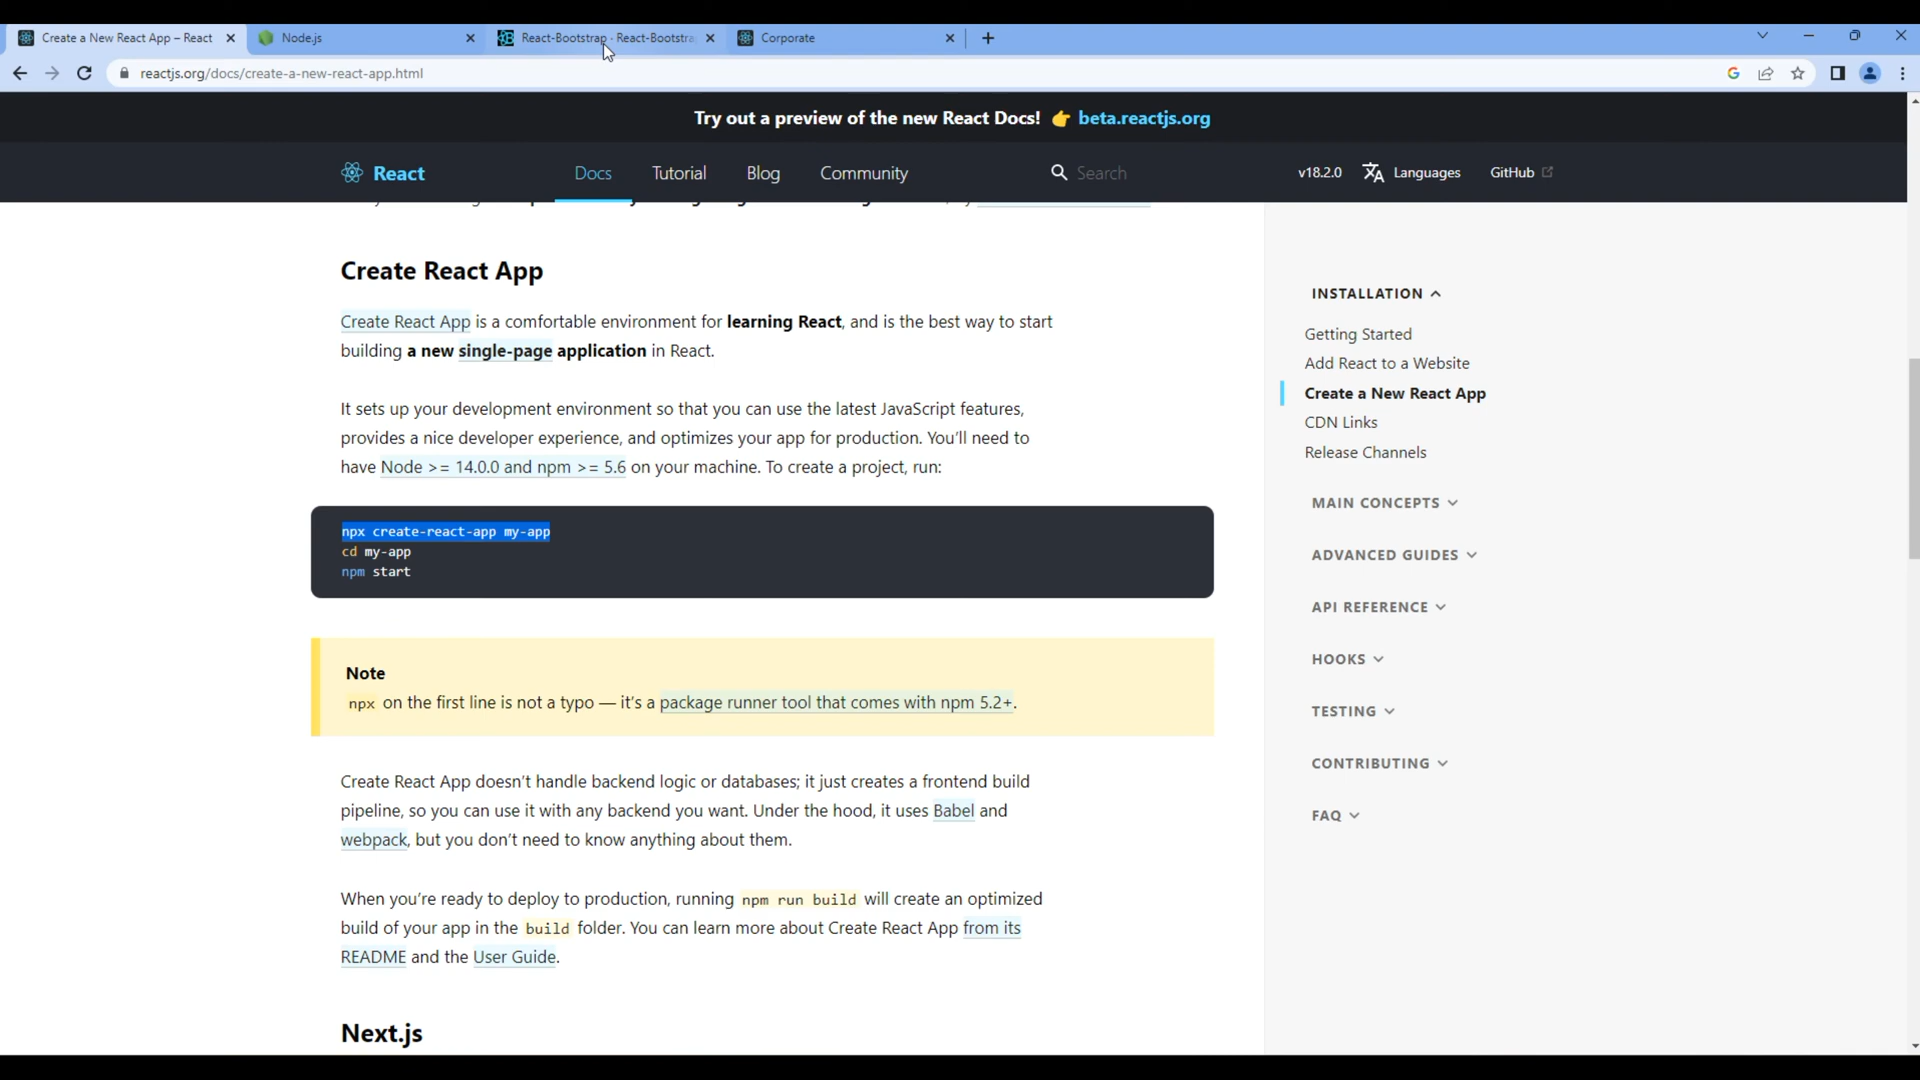 Create a New React App – React
Node.js
React-Bootstrap · React-Bootstra
Corporate
reactjs.org/docs/create-a-new-react-app.html
Try out a preview of the new React Docs! 👉 beta.reactjs.org
React
Docs
Tutorial
Blog
Community
Search
v18.2.0
Languages
GitHub
Create React App
Create React App is a comfortable environment for learning React, and is the best way to start
building a new single-page application in React.
It sets up your development environment so that you can use the latest JavaScript features,
provides a nice developer experience, and optimizes your app for production. You’ll need to
have Node >= 14.0.0 and npm >= 5.6 on your machine. To create a project, run:
npx create-react-app my-app
cd my-app
npm start
Note
npx on the first line is not a typo — it’s a package runner tool that comes with npm 5.2+.
Create React App doesn’t handle backend logic or databases; it just creates a frontend build
pipeline, so you can use it with any backend you want. Under the hood, it uses Babel and
webpack, but you don’t need to know anything about them.
When you’re ready to deploy to production, running npm run build will create an optimized
build of your app in the build folder. You can learn more about Create React App from its
README and the User Guide.
Next.js
INSTALLATION
Getting Started
Add React to a Website
Create a New React App
CDN Links
Release Channels
MAIN CONCEPTS
ADVANCED GUIDES
API REFERENCE
HOOKS
TESTING
CONTRIBUTING
FAQ